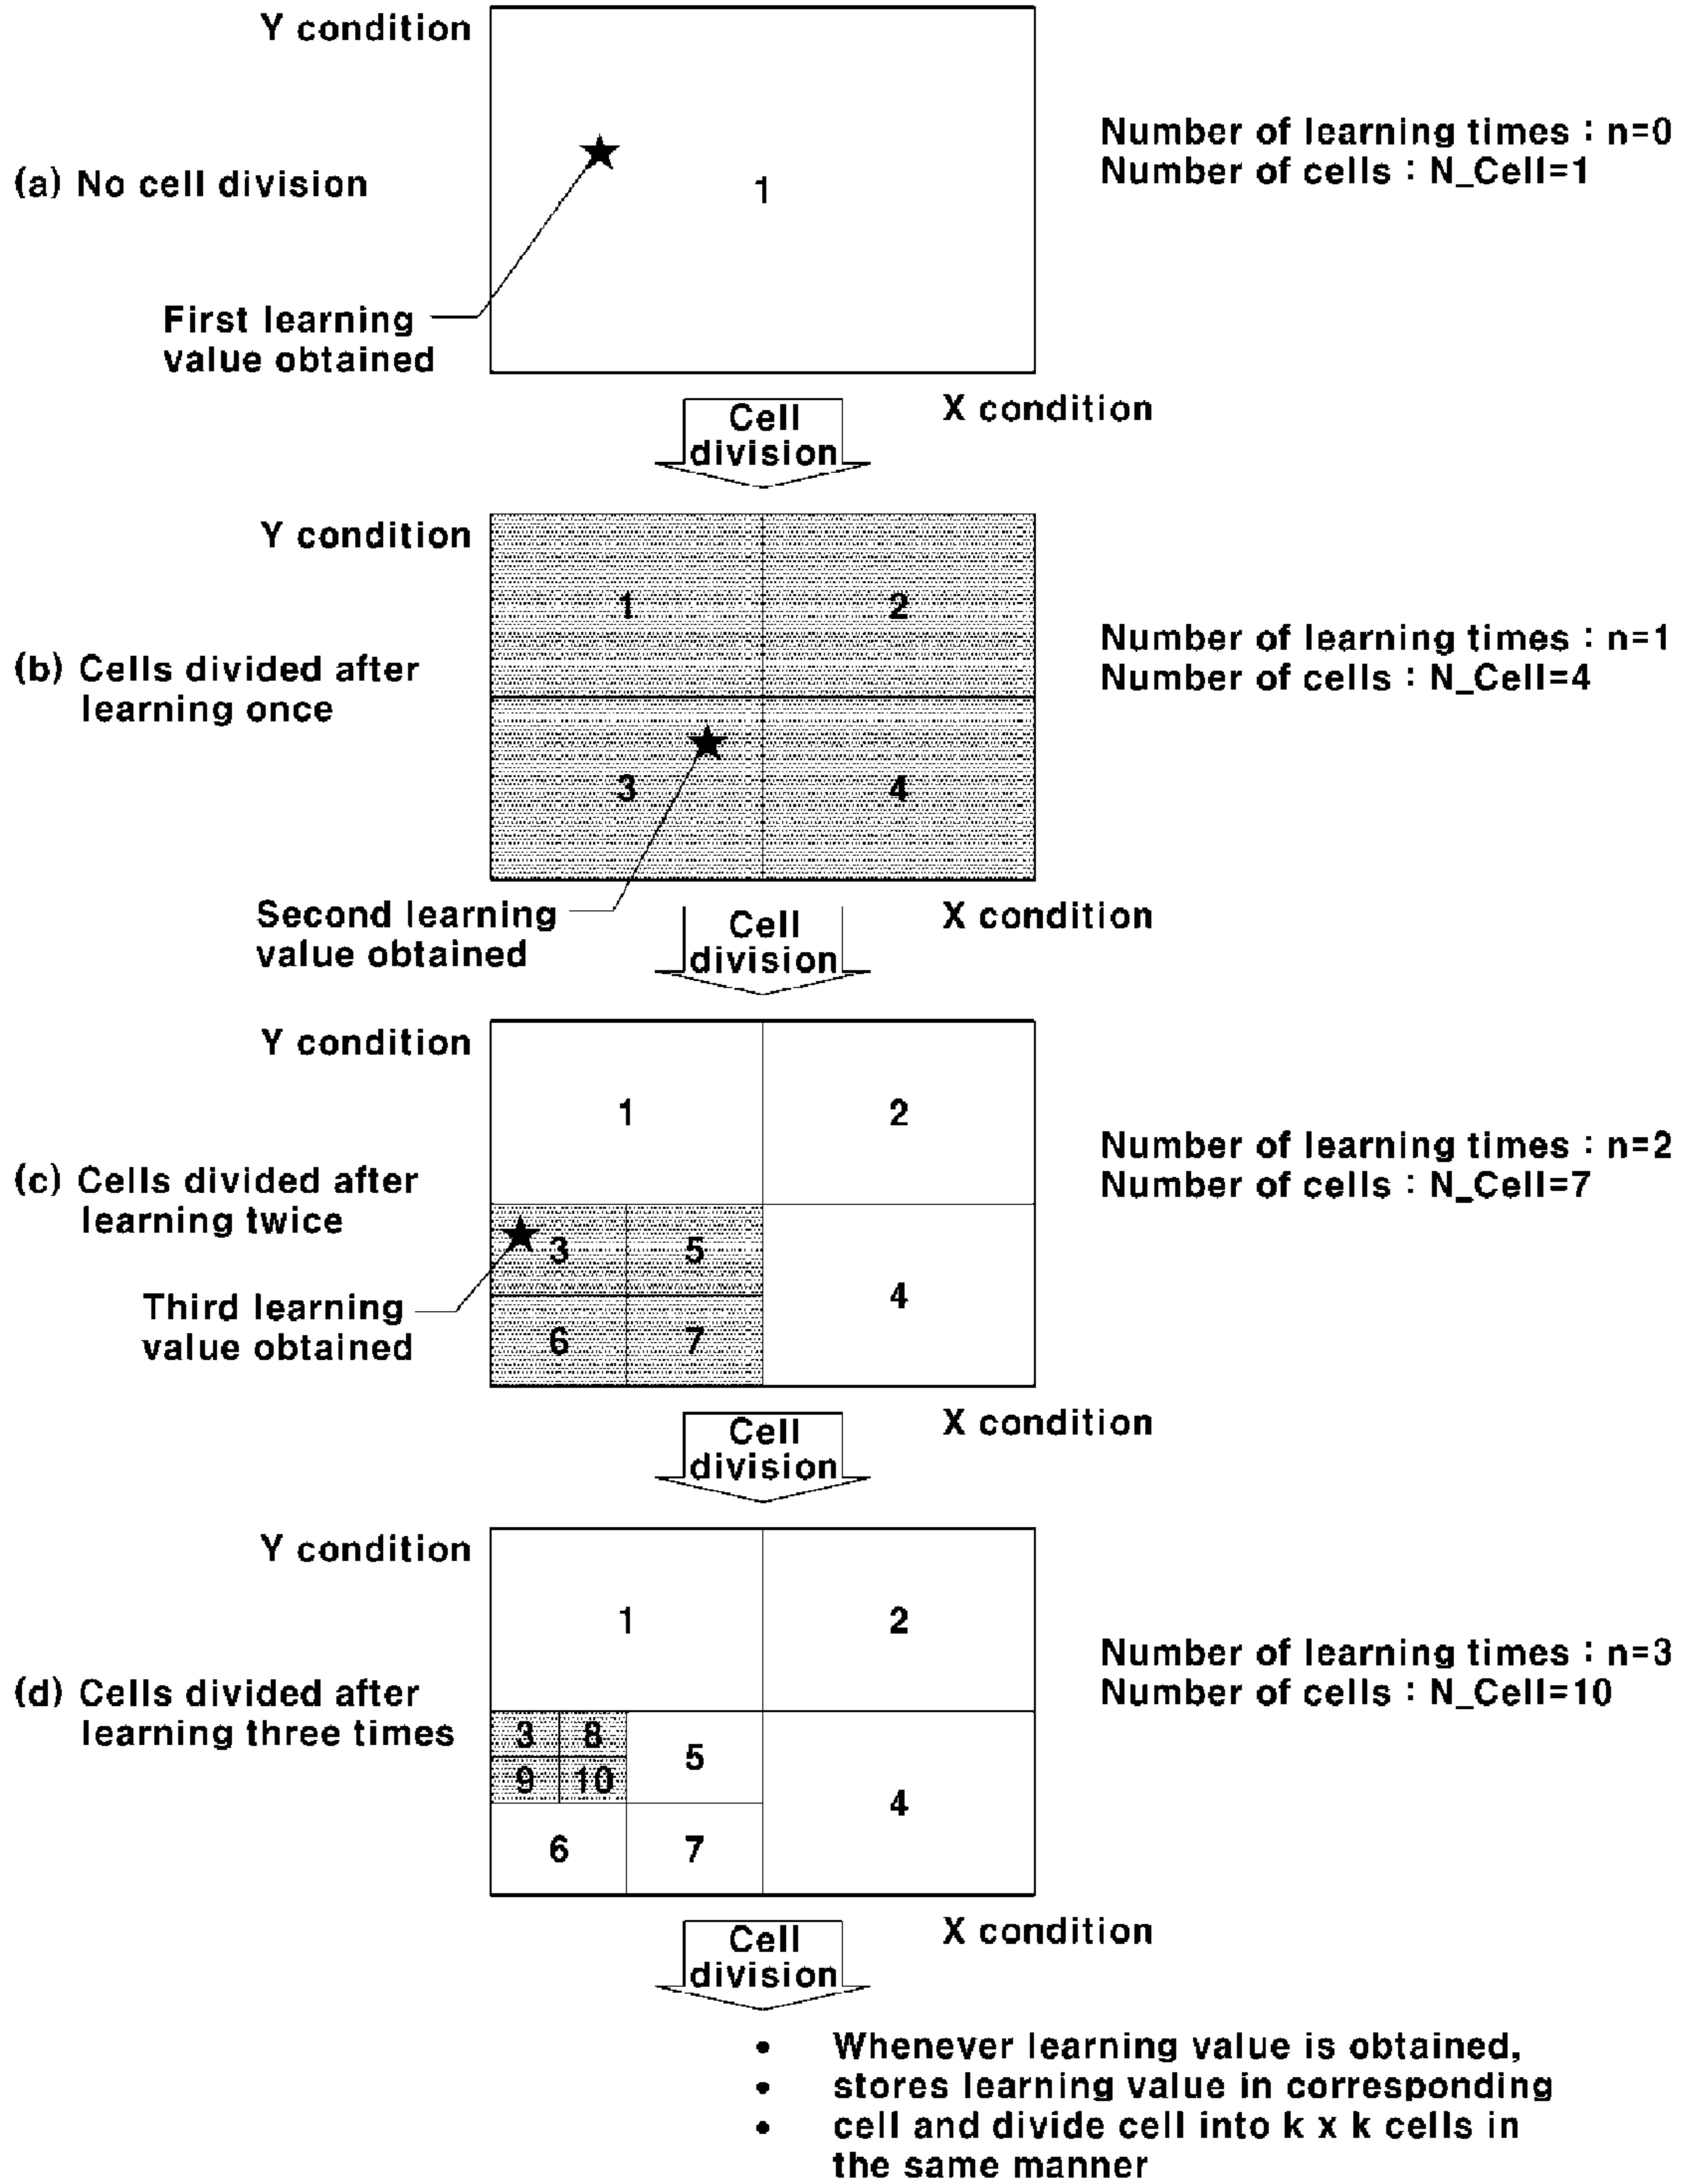 Y condition
Number of learning times : n=0
Number of cells : N_Cell=1
(a) No cell division
1
First learning
value obtained
X condition
Cell
division
Y condition
1
2
Number of learning times : n=1
Number of cells : N_Cell=4
(b) Cells divided after
learning once
3
4
Second learning
value obtained
X condition
Cell
division
Y condition
1
2
Number of learning times : n=2
Number of cells : N_Cell=7
(c) Cells divided after
learning twice
3
5
4
6
7
Third learning
value obtained
X condition
Cell
division
Y condition
1
2
Number of learning times : n=3
Number of cells : N_Cell=10
(d) Cells divided after
learning three times
3
8
5
9
10
4
6
7
X condition
Cell
division
• Whenever learning value is obtained,
• stores learning value in corresponding
• cell and divide cell into k x k cells in
the same manner